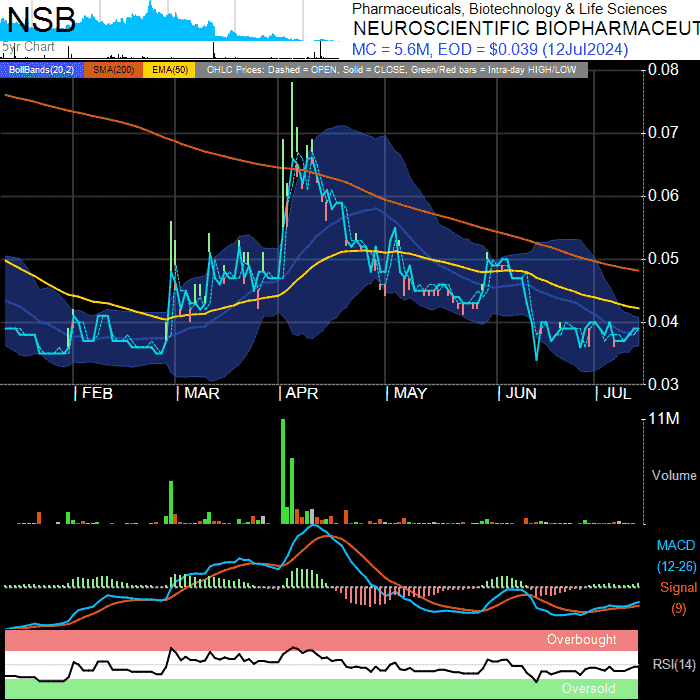 NSB
5yr Chart
Pharmaceuticals, Biotechnology & Life Sciences
NEUROSCIENTIFIC BIOPHARMACEUT
MC = 5.6M, EOD = $0.039 (12Jul2024)
BollBands(20,2) SMA(200) EMA(50) OHLC Prices: Dashed = OPEN, Solid = CLOSE, Green/Red bars = Intra-day HIGH/LOW
0.08
0.07
0.06
0.05
0.04
0.03
FEB MAR APR MAY JUN JUL
11M
Volume
MACD
(12-26)
Signal
(9)
Overbought
RSI(14)
Oversold